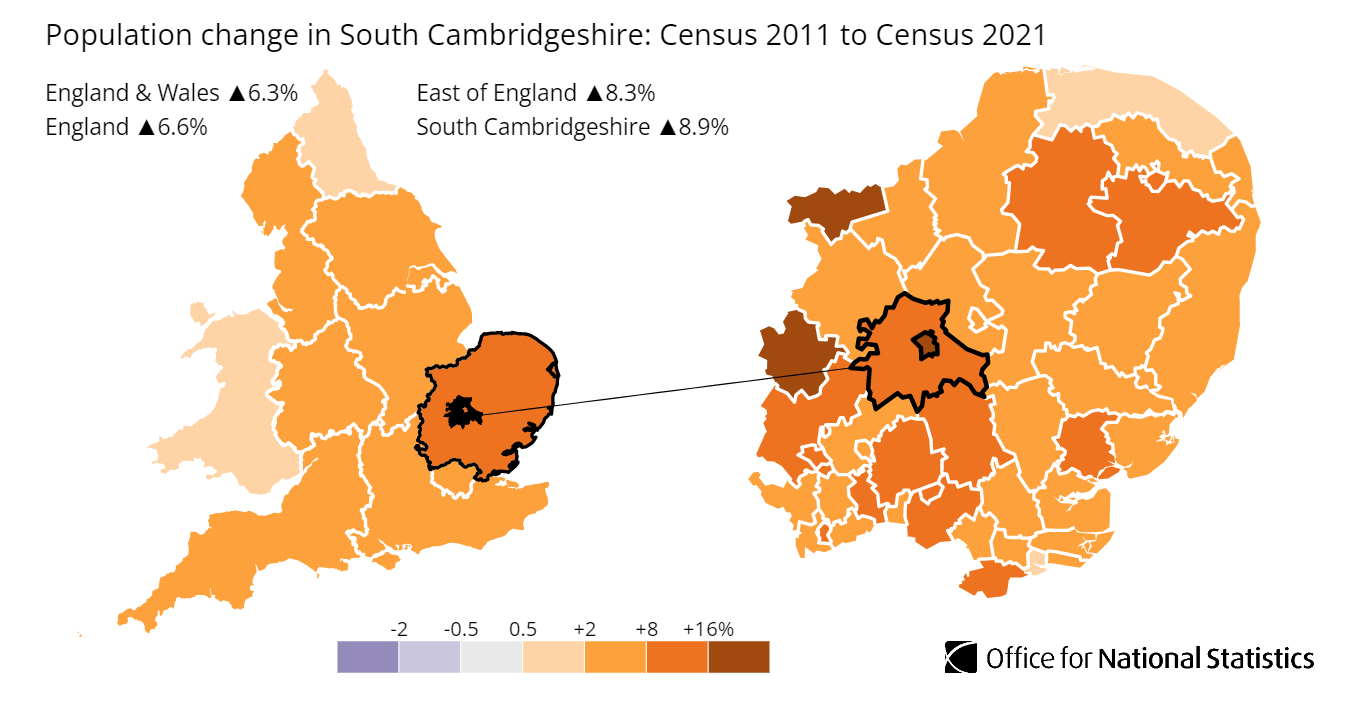 Population change in South Cambridgeshire: Census 2011 to Census 2021
England & Wales ▲6.3%
England ▲6.6%
East of England ▲8.3%
South Cambridgeshire ▲8.9%
-2 -0.5 0.5 +2 +8 +16%
Office for National Statistics